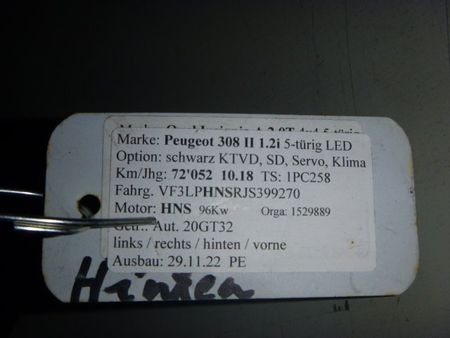 Marke: Peugeot 308 II 1.2i 5-türig LED
Option: schwarz KTVD, SD, Servo, Klima
Km/Jhg: 72'052 10.18 TS: 1PC258
Fahrg. VF3LPHNSRJS399270
Motor: HNS 96Kw Orga: 1529889
Getr.: Aut. 20GT32
links / rechts / hinten / vorne
Ausbau: 29.11.22 PE
Hinten